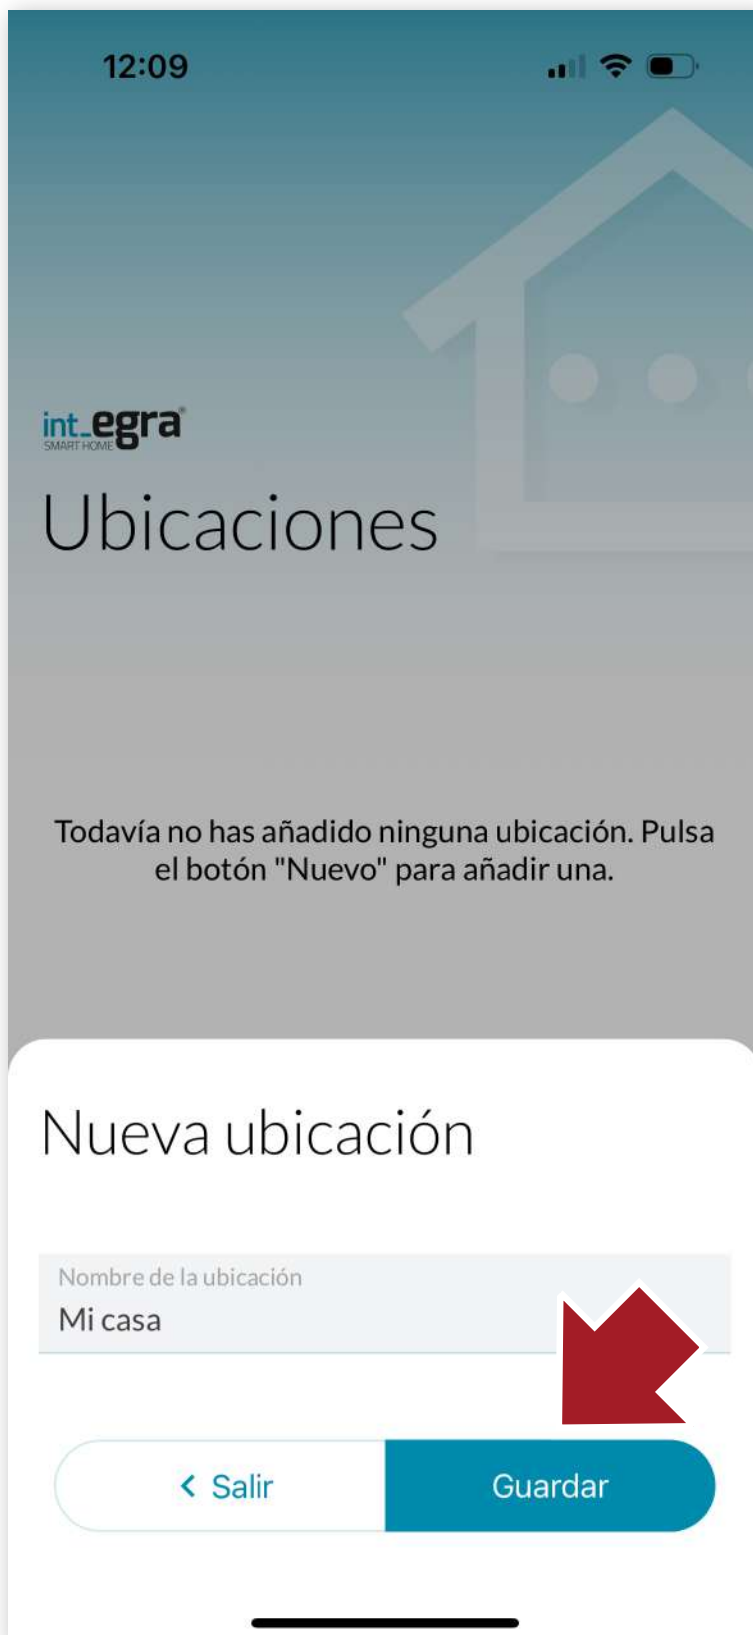 12:09
int_egra®
SMART HOME
Ubicaciones
Todavía no has añadido ninguna ubicación. Pulsa
el botón "Nuevo" para añadir una.
Nueva ubicación
Nombre de la ubicación
Mi casa
< Salir
Guardar